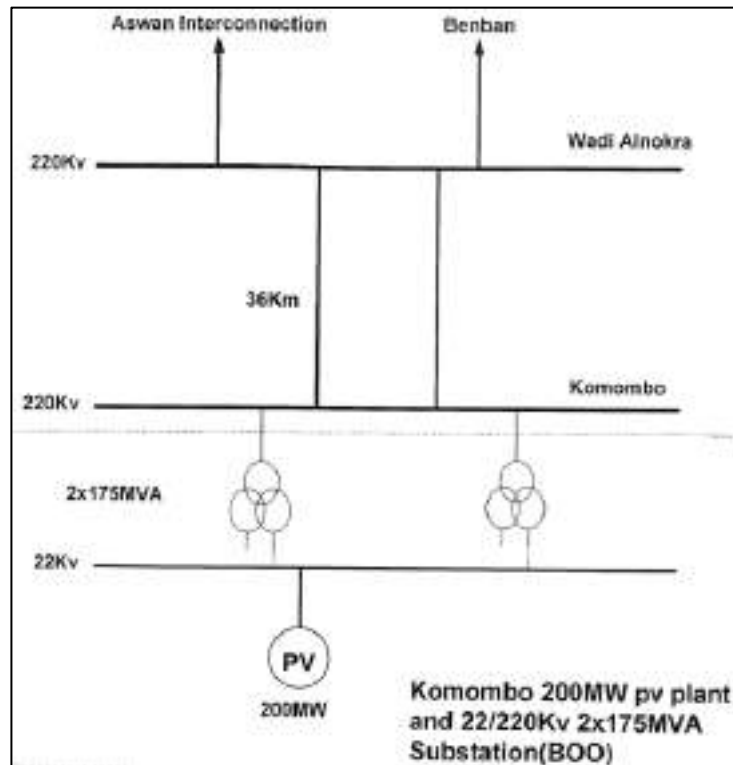 Aswan Interconnection
Benban
220Kv
Wadi Alnokra
36Km
220Kv
Komombo
2x175MVA
22Kv
PV
200MW
Komombo 200MW pv plant
and 22/220Kv 2x175MVA
Substation(BOO)